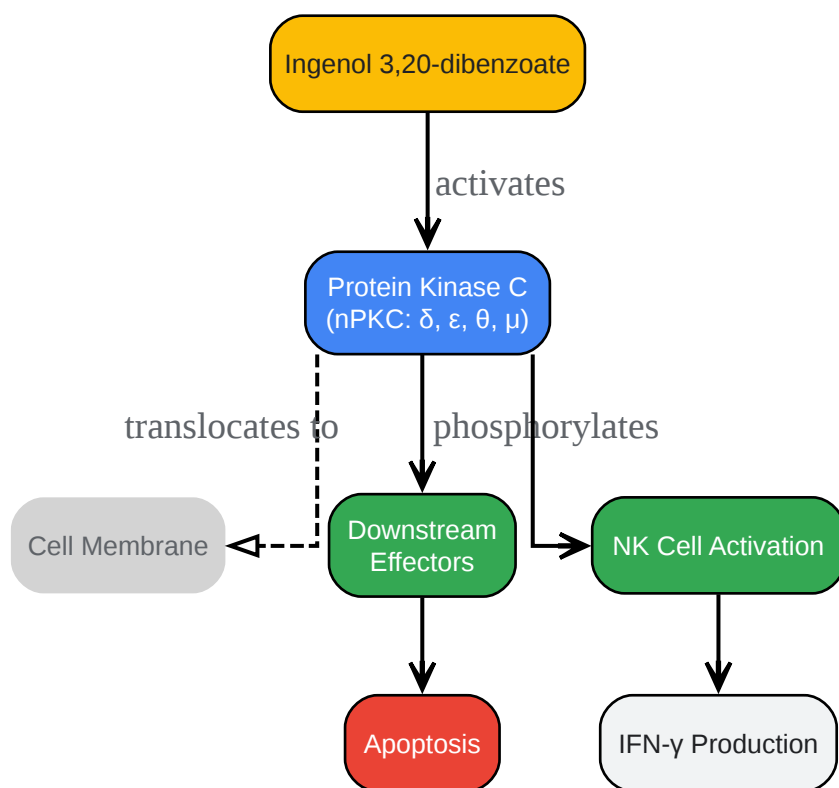 Ingenol 3,20-dibenzoate
activates
Protein Kinase C
(nPKC: δ, ε, θ, μ)
translocates to
phosphorylates
Cell Membrane
Downstream
Effectors
NK Cell Activation
Apoptosis
IFN-γ Production